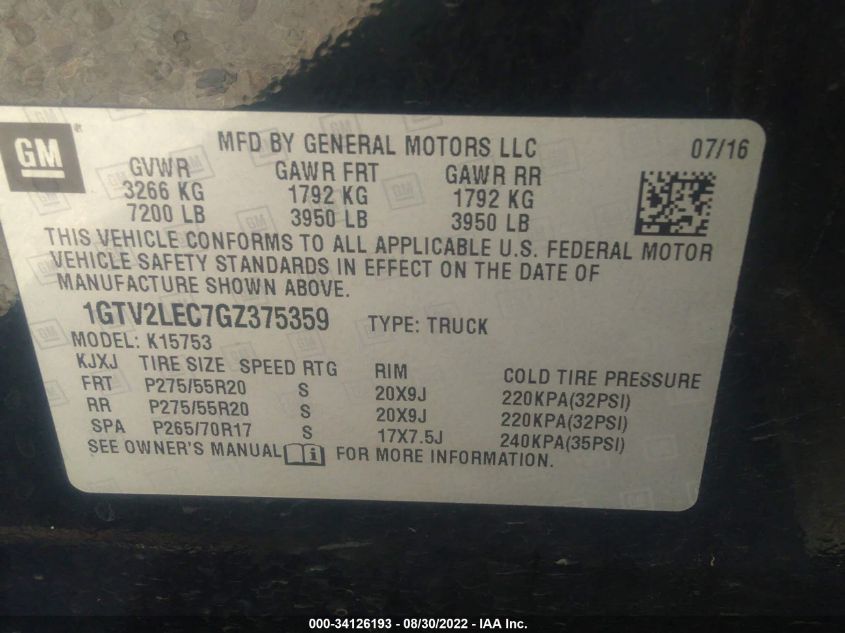 GM
MFD BY GENERAL MOTORS LLC 07/16
GVWR GAWR FRT GAWR RR
3266 KG 1792 KG 1792 KG
7200 LB 3950 LB 3950 LB
THIS VEHICLE CONFORMS TO ALL APPLICABLE U.S. FEDERAL MOTOR
VEHICLE SAFETY STANDARDS IN EFFECT ON THE DATE OF
MANUFACTURE SHOWN ABOVE.
1GTV2LEC7GZ375359 TYPE: TRUCK
MODEL: K15753
KJXJ TIRE SIZE SPEED RTG RIM COLD TIRE PRESSURE
FRT P275/55R20 S 20X9J 220KPA(32PSI)
RR P275/55R20 S 20X9J 220KPA(32PSI)
SPA P265/70R17 S 17X7.5J 240KPA(35PSI)
SEE OWNER'S MANUAL FOR MORE INFORMATION.
000-34126193 - 08/30/2022 - IAA Inc.